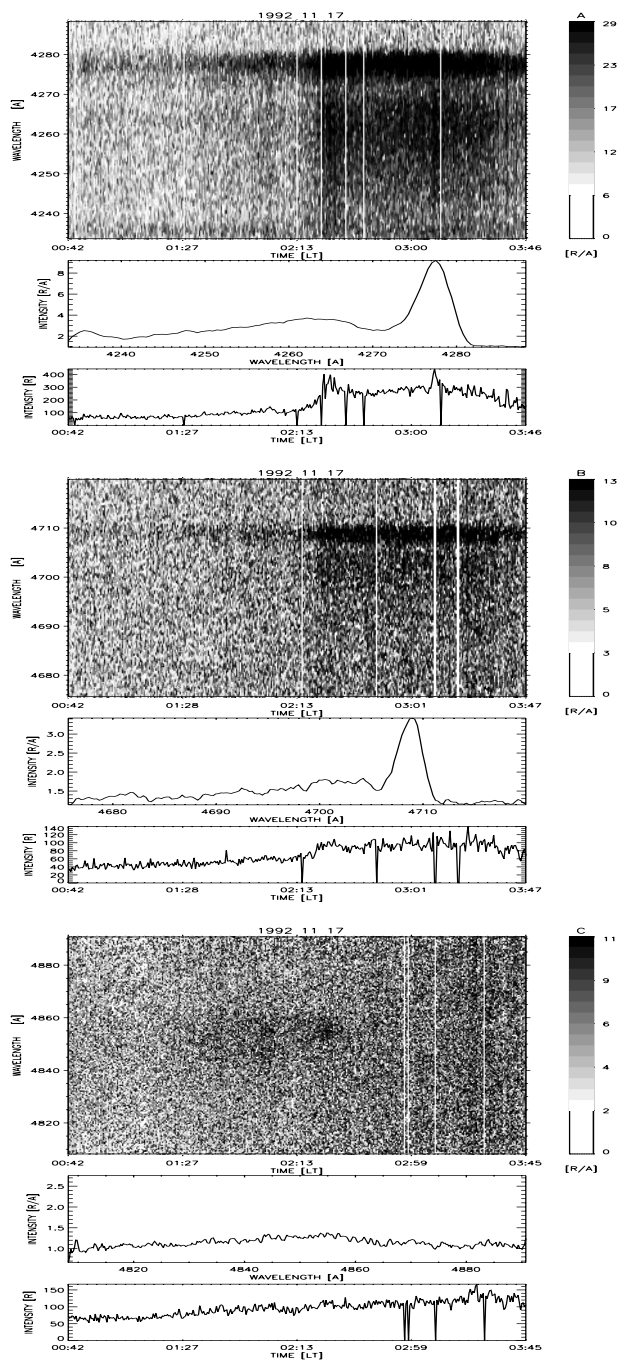 1992 11 17
A
4280
4270
4260
4250
4240
WAVELENGTH [A]
00:42 01:27 02:13 03:00 03:46
TIME [LT]
29
23
17
12
6
0
[R/A]
INTENSITY [R/A]
8
6
4
2
4240 4250 4260 4270 4280
WAVELENGTH [A]
INTENSITY [R]
400
300
200
100
0
00:42 01:27 02:13 03:00 03:46
TIME [LT]
1992 11 17
B
4710
4700
4690
4680
WAVELENGTH [A]
00:42 01:28 02:13 03:01 03:47
TIME [LT]
13
10
8
5
3
0
[R/A]
INTENSITY [R/A]
3.0
2.5
2.0
1.5
4680 4690 4700 4710
WAVELENGTH [A]
INTENSITY [R]
140
120
100
80
60
40
20
0
00:42 01:28 02:13 03:01 03:47
TIME [LT]
1992 11 17
C
4880
4860
4840
4820
WAVELENGTH [A]
00:42 01:27 02:13 02:59 03:45
TIME [LT]
11
9
6
4
2
0
[R/A]
INTENSITY [R/A]
2.5
2.0
1.5
1.0
4820 4840 4860 4880
WAVELENGTH [A]
INTENSITY [R]
150
100
50
0
00:42 01:27 02:13 02:59 03:45
TIME [LT]